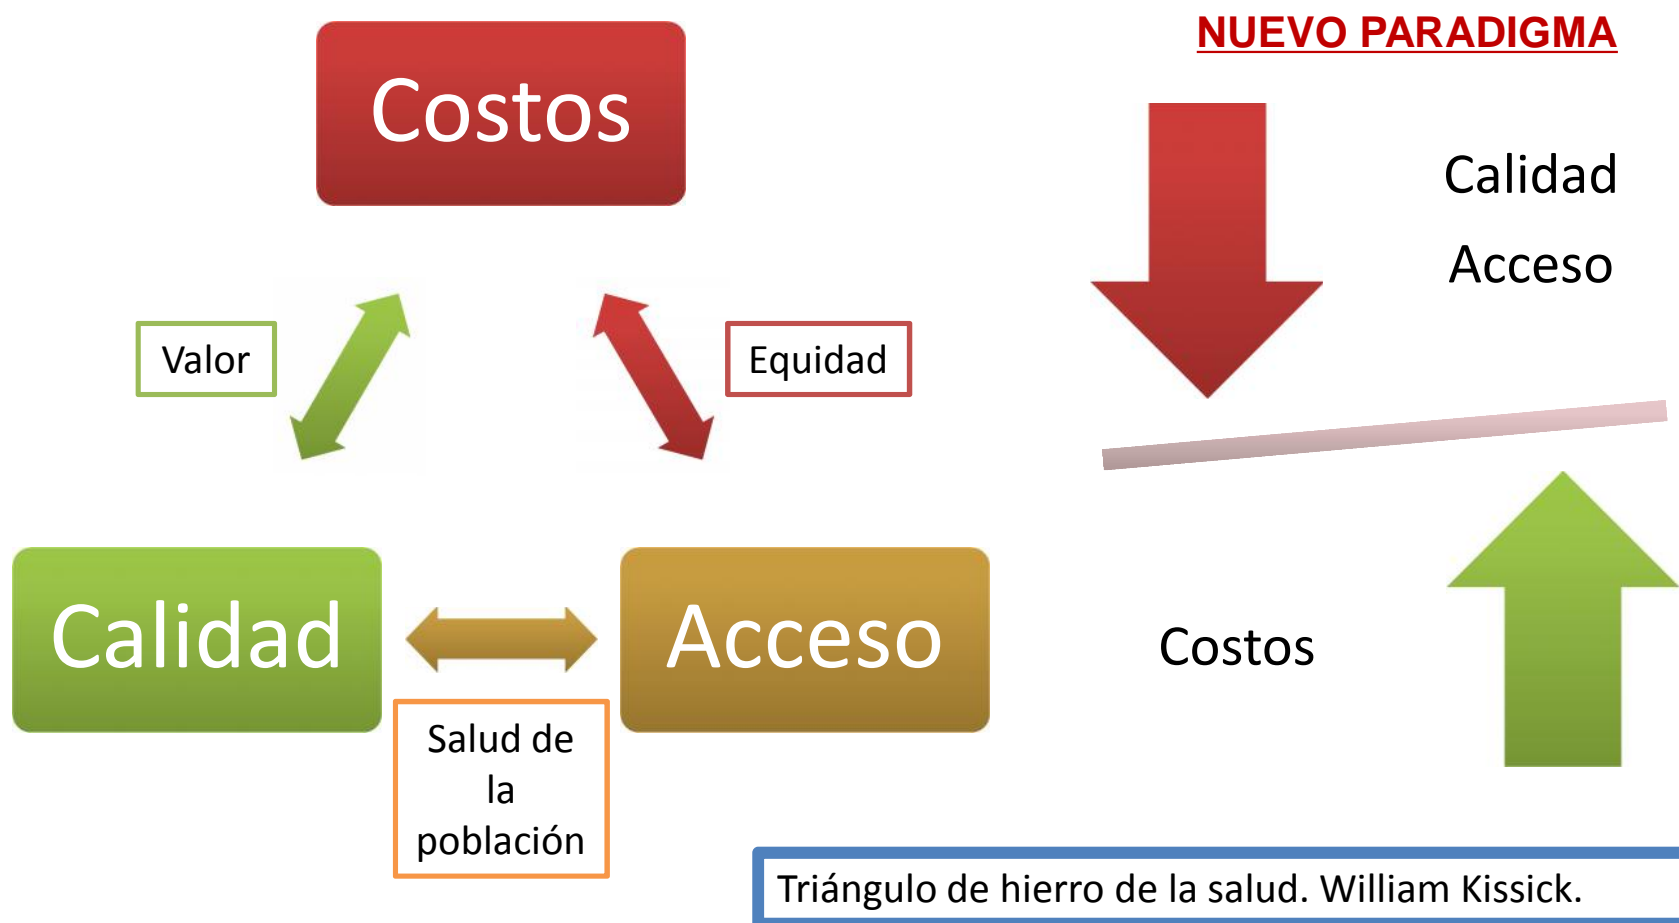 NUEVO PARADIGMA
Costos
Calidad
Acceso
Valor
Equidad
Calidad
Acceso
Costos
Salud de
la
población
Triángulo de hierro de la salud. William Kissick.